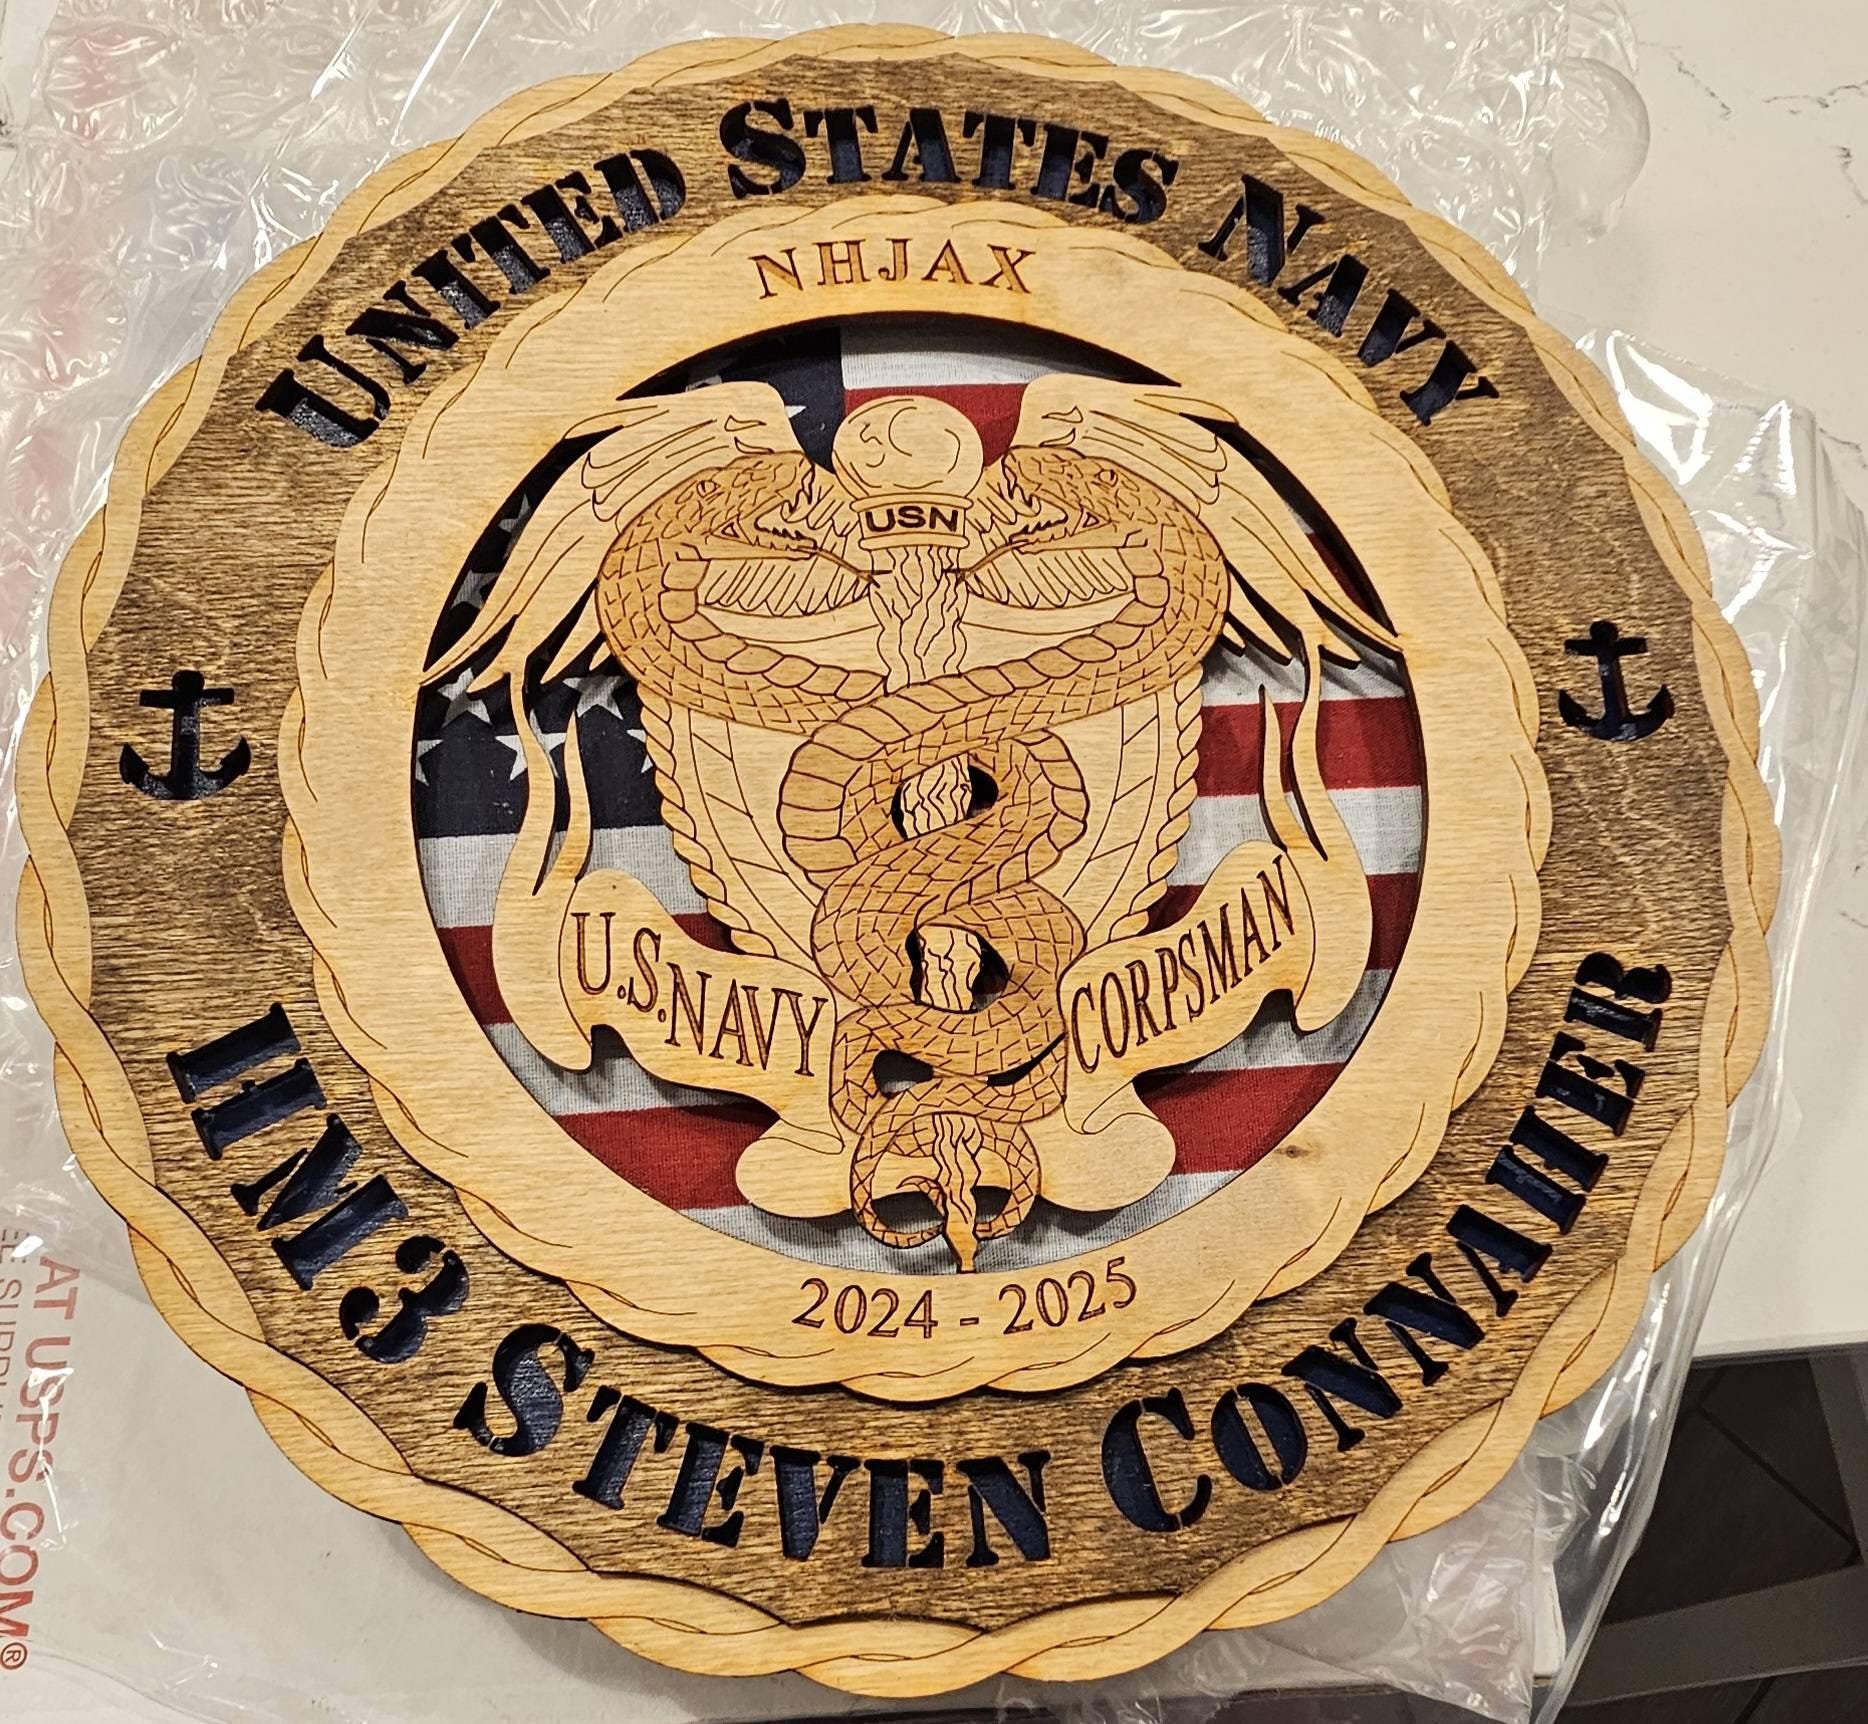 UNITED STATES NAVY
NHJAX
USN
U.S. NAVY
CORPSMAN
2024 - 2025
HM3 STEVEN CONNAHER
AT USPS.COM®